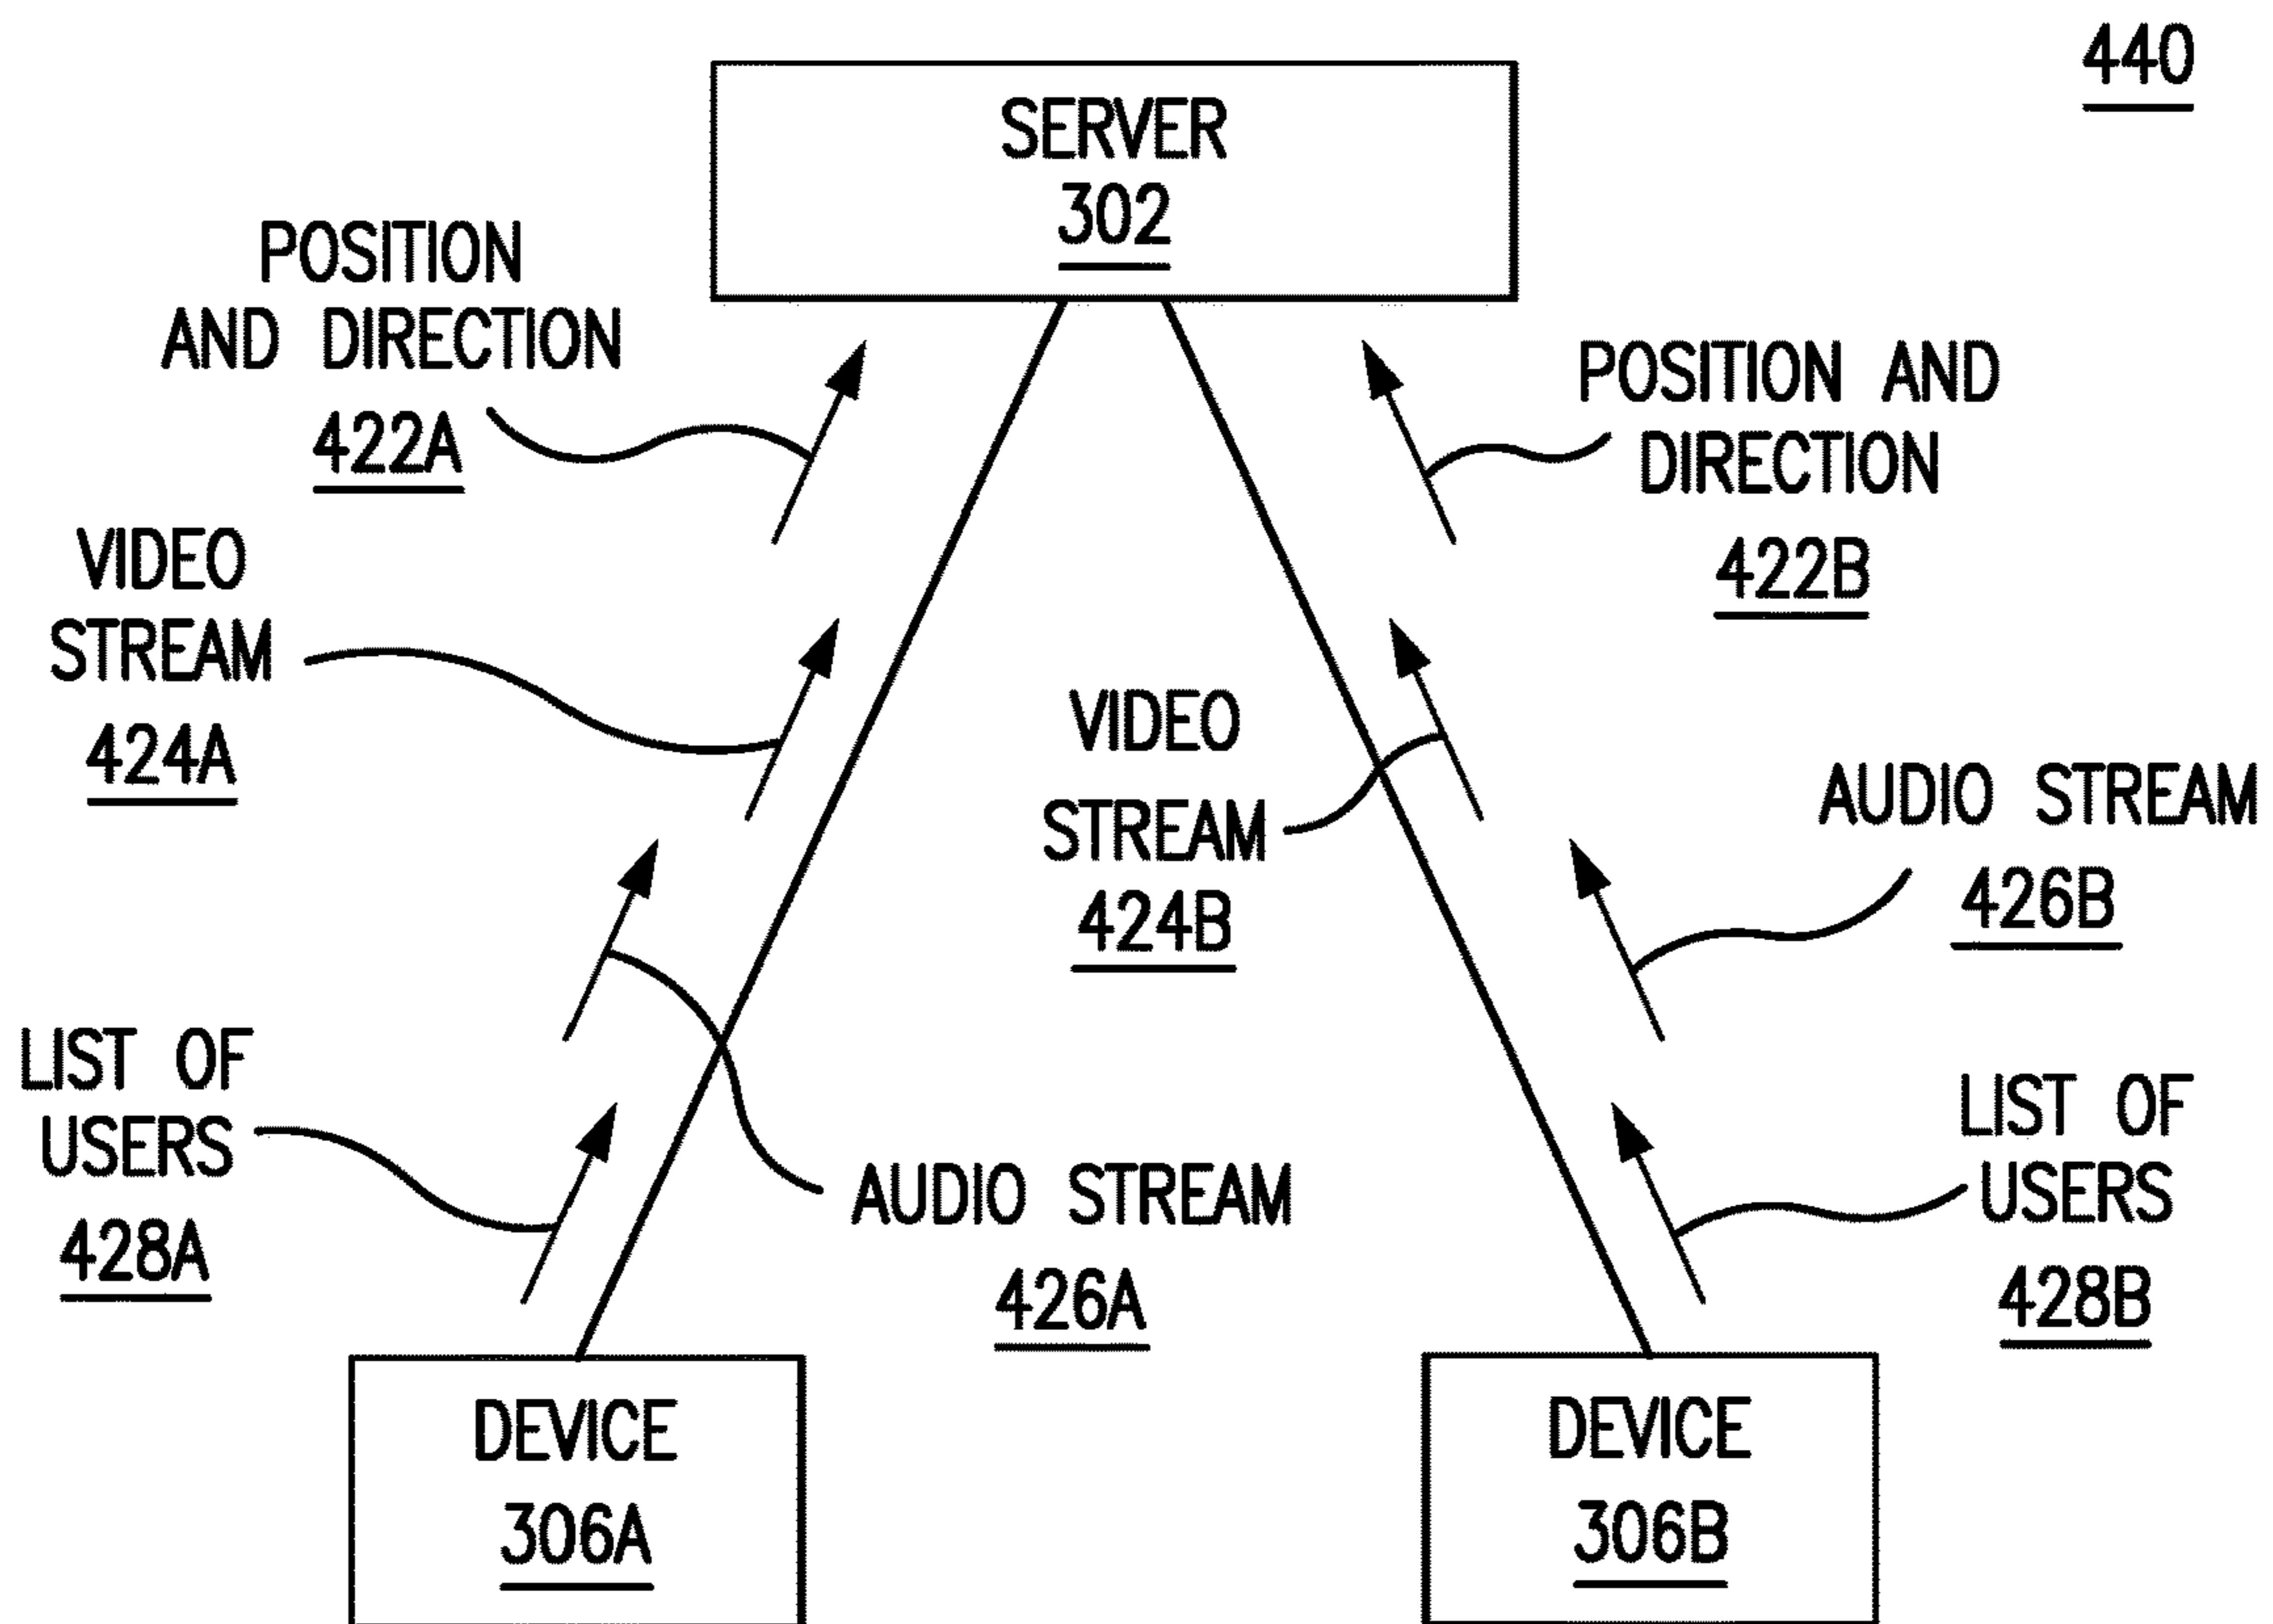 440
SERVER
302
POSITION
AND DIRECTION
422A
POSITION AND
DIRECTION
422B
VIDEO
STREAM
424A
VIDEO
STREAM
424B
AUDIO STREAM
426B
LIST OF
USERS
428A
AUDIO STREAM
426A
LIST OF
USERS
428B
DEVICE
306A
DEVICE
306B